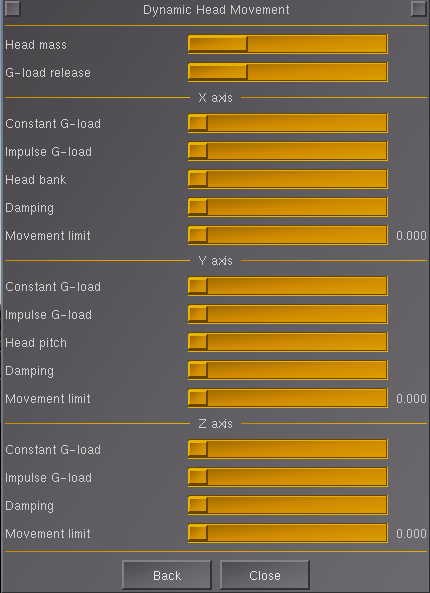 Dynamic Head Movement
Head mass
G-load release
X axis
Constant G-load
Impulse G-load
Head bank
Damping
Movement limit 0.000
Y axis
Constant G-load
Impulse G-load
Head pitch
Damping
Movement limit 0.000
Z axis
Constant G-load
Impulse G-load
Damping
Movement limit 0.000
Back Close